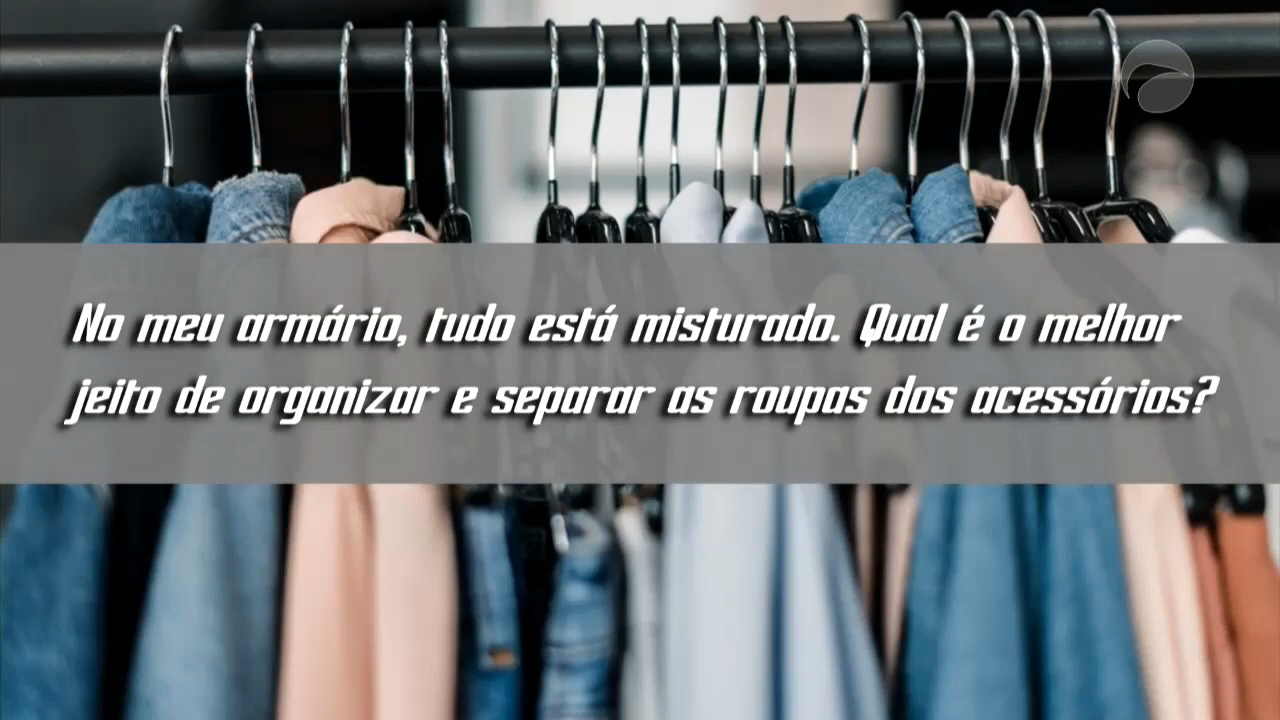 No meu armário, tudo está misturado. Qual é o melhor
jeito de organizar e separar as roupas dos acessórios?